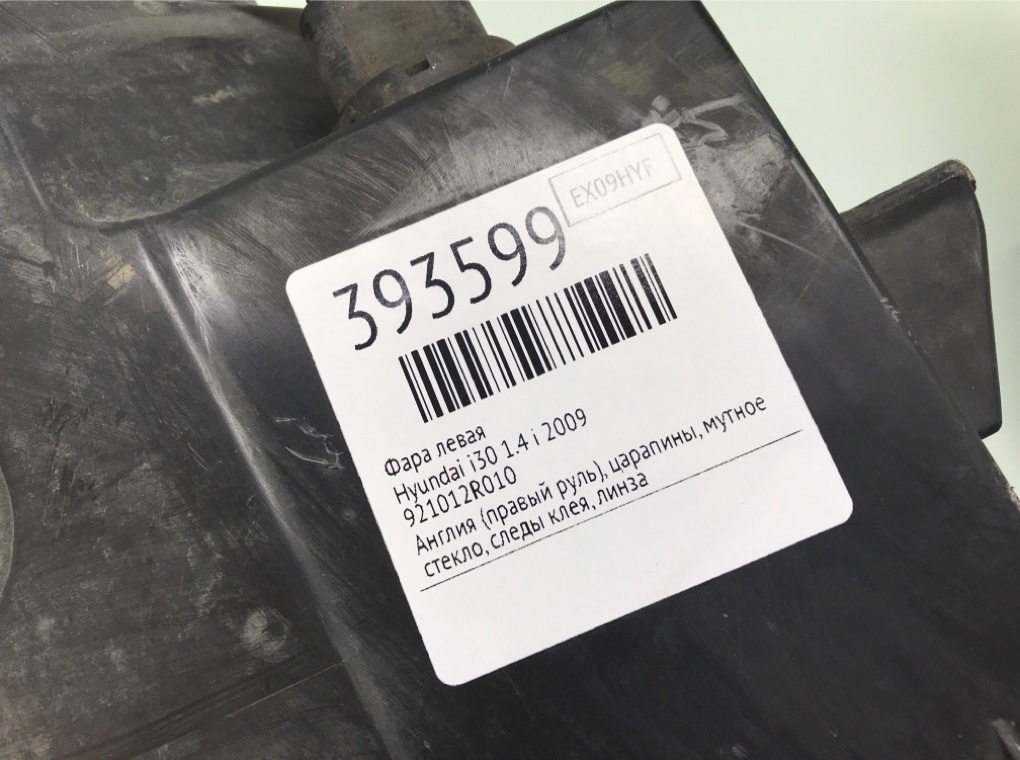 EX09HYF
393599
Фара левая
Hyundai i30 1.4 i 2009
921012R010
Англия (правый руль), царапины, мутное
стекло, следы клея, линза